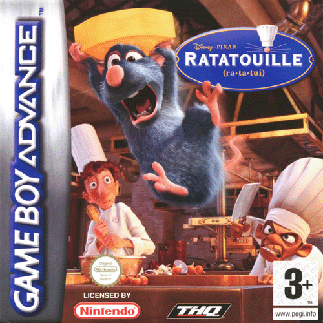 GAME BOY ADVANCE
Disney · PIXAR
RATATOUILLE
(ra·ta·tui)
LICENSED BY
Nintendo
THQ
3+
www.pegi.info